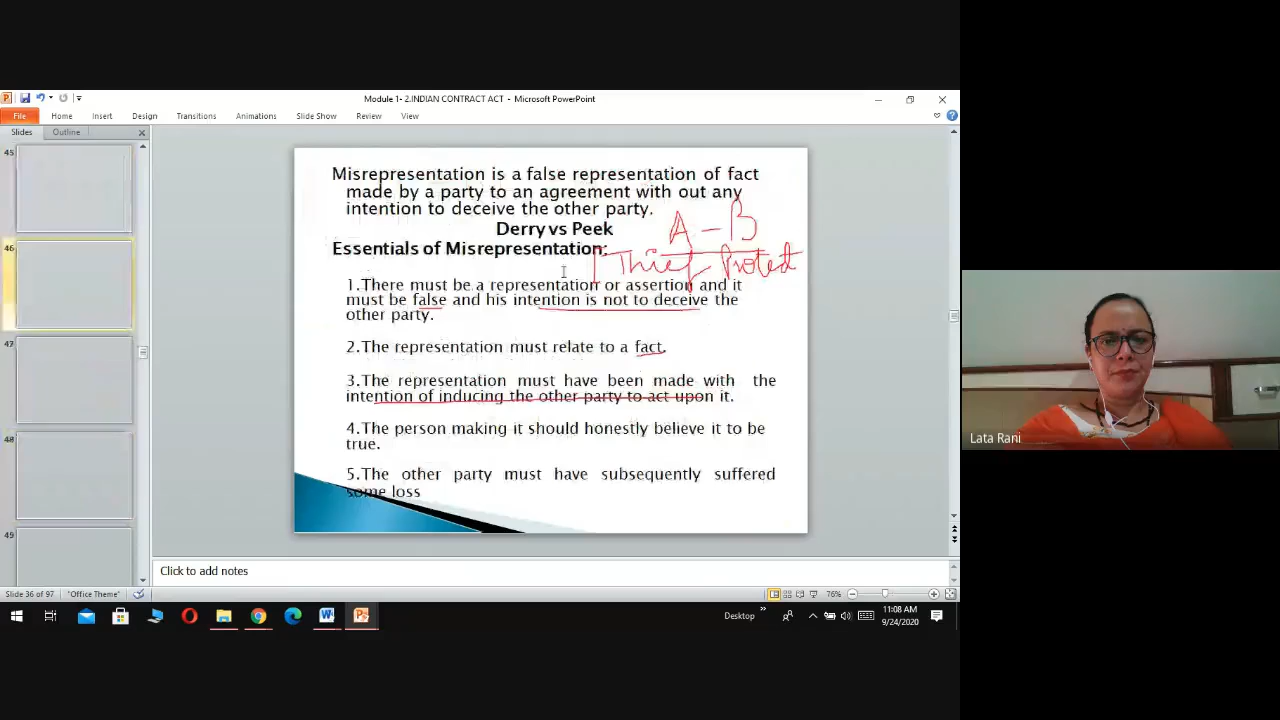 Module 1- 2.INDIAN CONTRACT ACT - Microsoft PowerPoint
File Home Insert Design Transitions Animations Slide Show Review View
Slides Outline
45
46
47
48
49
Misrepresentation is a false representation of fact
made by a party to an agreement with out any
intention to deceive the other party.
Derry vs Peek
A - B
Essentials of Misrepresentation:
Thief Protect
1.There must be a representation or assertion and it
must be false and his intention is not to deceive the
other party.
2.The representation must relate to a fact.
3.The representation must have been made with the
intention of inducing the other party to act upon it.
4.The person making it should honestly believe it to be
true.
5.The other party must have subsequently suffered
some loss
Lata Rani
Click to add notes
Slide 36 of 97 "Office Theme" 76%
Desktop 11:08 AM
9/24/2020